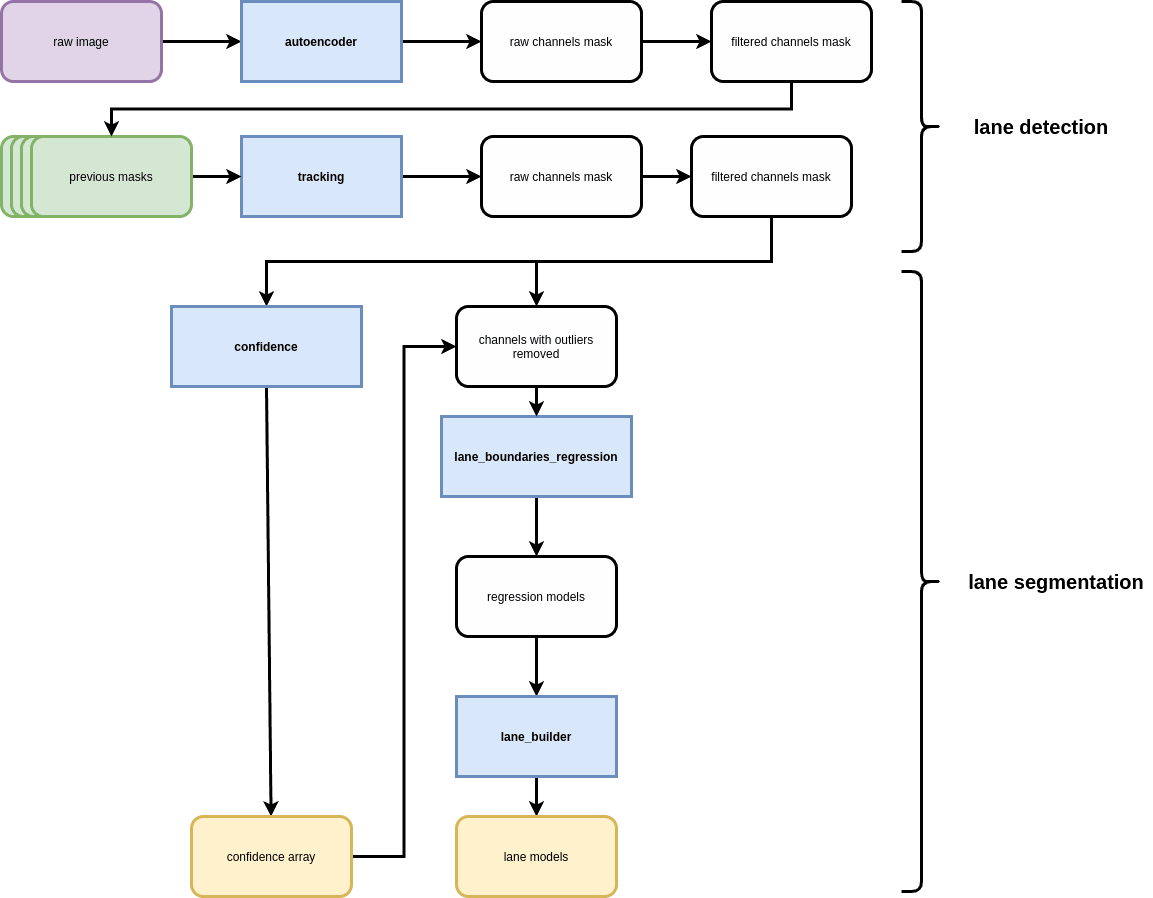 raw image
autoencoder
raw channels mask
filtered channels mask
lane detection
previous masks
tracking
raw channels mask
filtered channels mask
confidence
channels with outliers
removed
lane_boundaries_regression
lane segmentation
regression models
lane_builder
confidence array
lane models